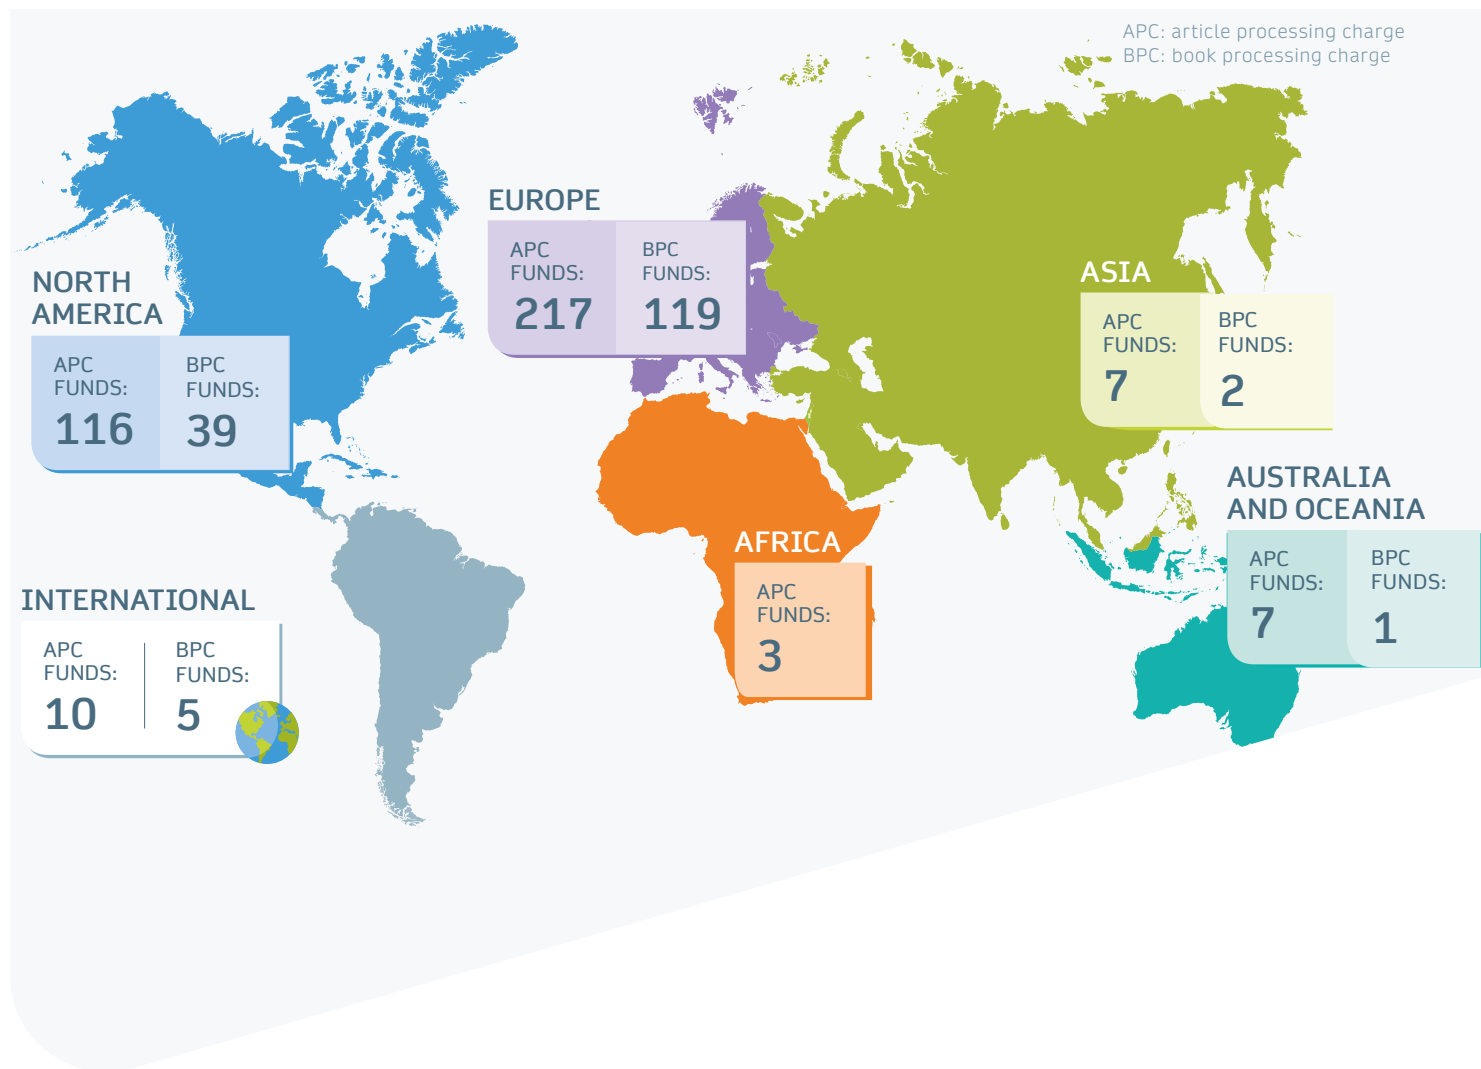 APC: article processing charge
BPC: book processing charge
EUROPE
APC
FUNDS:
217
BPC
FUNDS:
119
NORTH
AMERICA
APC
FUNDS:
116
BPC
FUNDS:
39
ASIA
APC
FUNDS:
7
BPC
FUNDS:
2
AUSTRALIA
AND OCEANIA
APC
FUNDS:
7
BPC
FUNDS:
1
AFRICA
APC
FUNDS:
3
INTERNATIONAL
APC
FUNDS:
10
BPC
FUNDS:
5